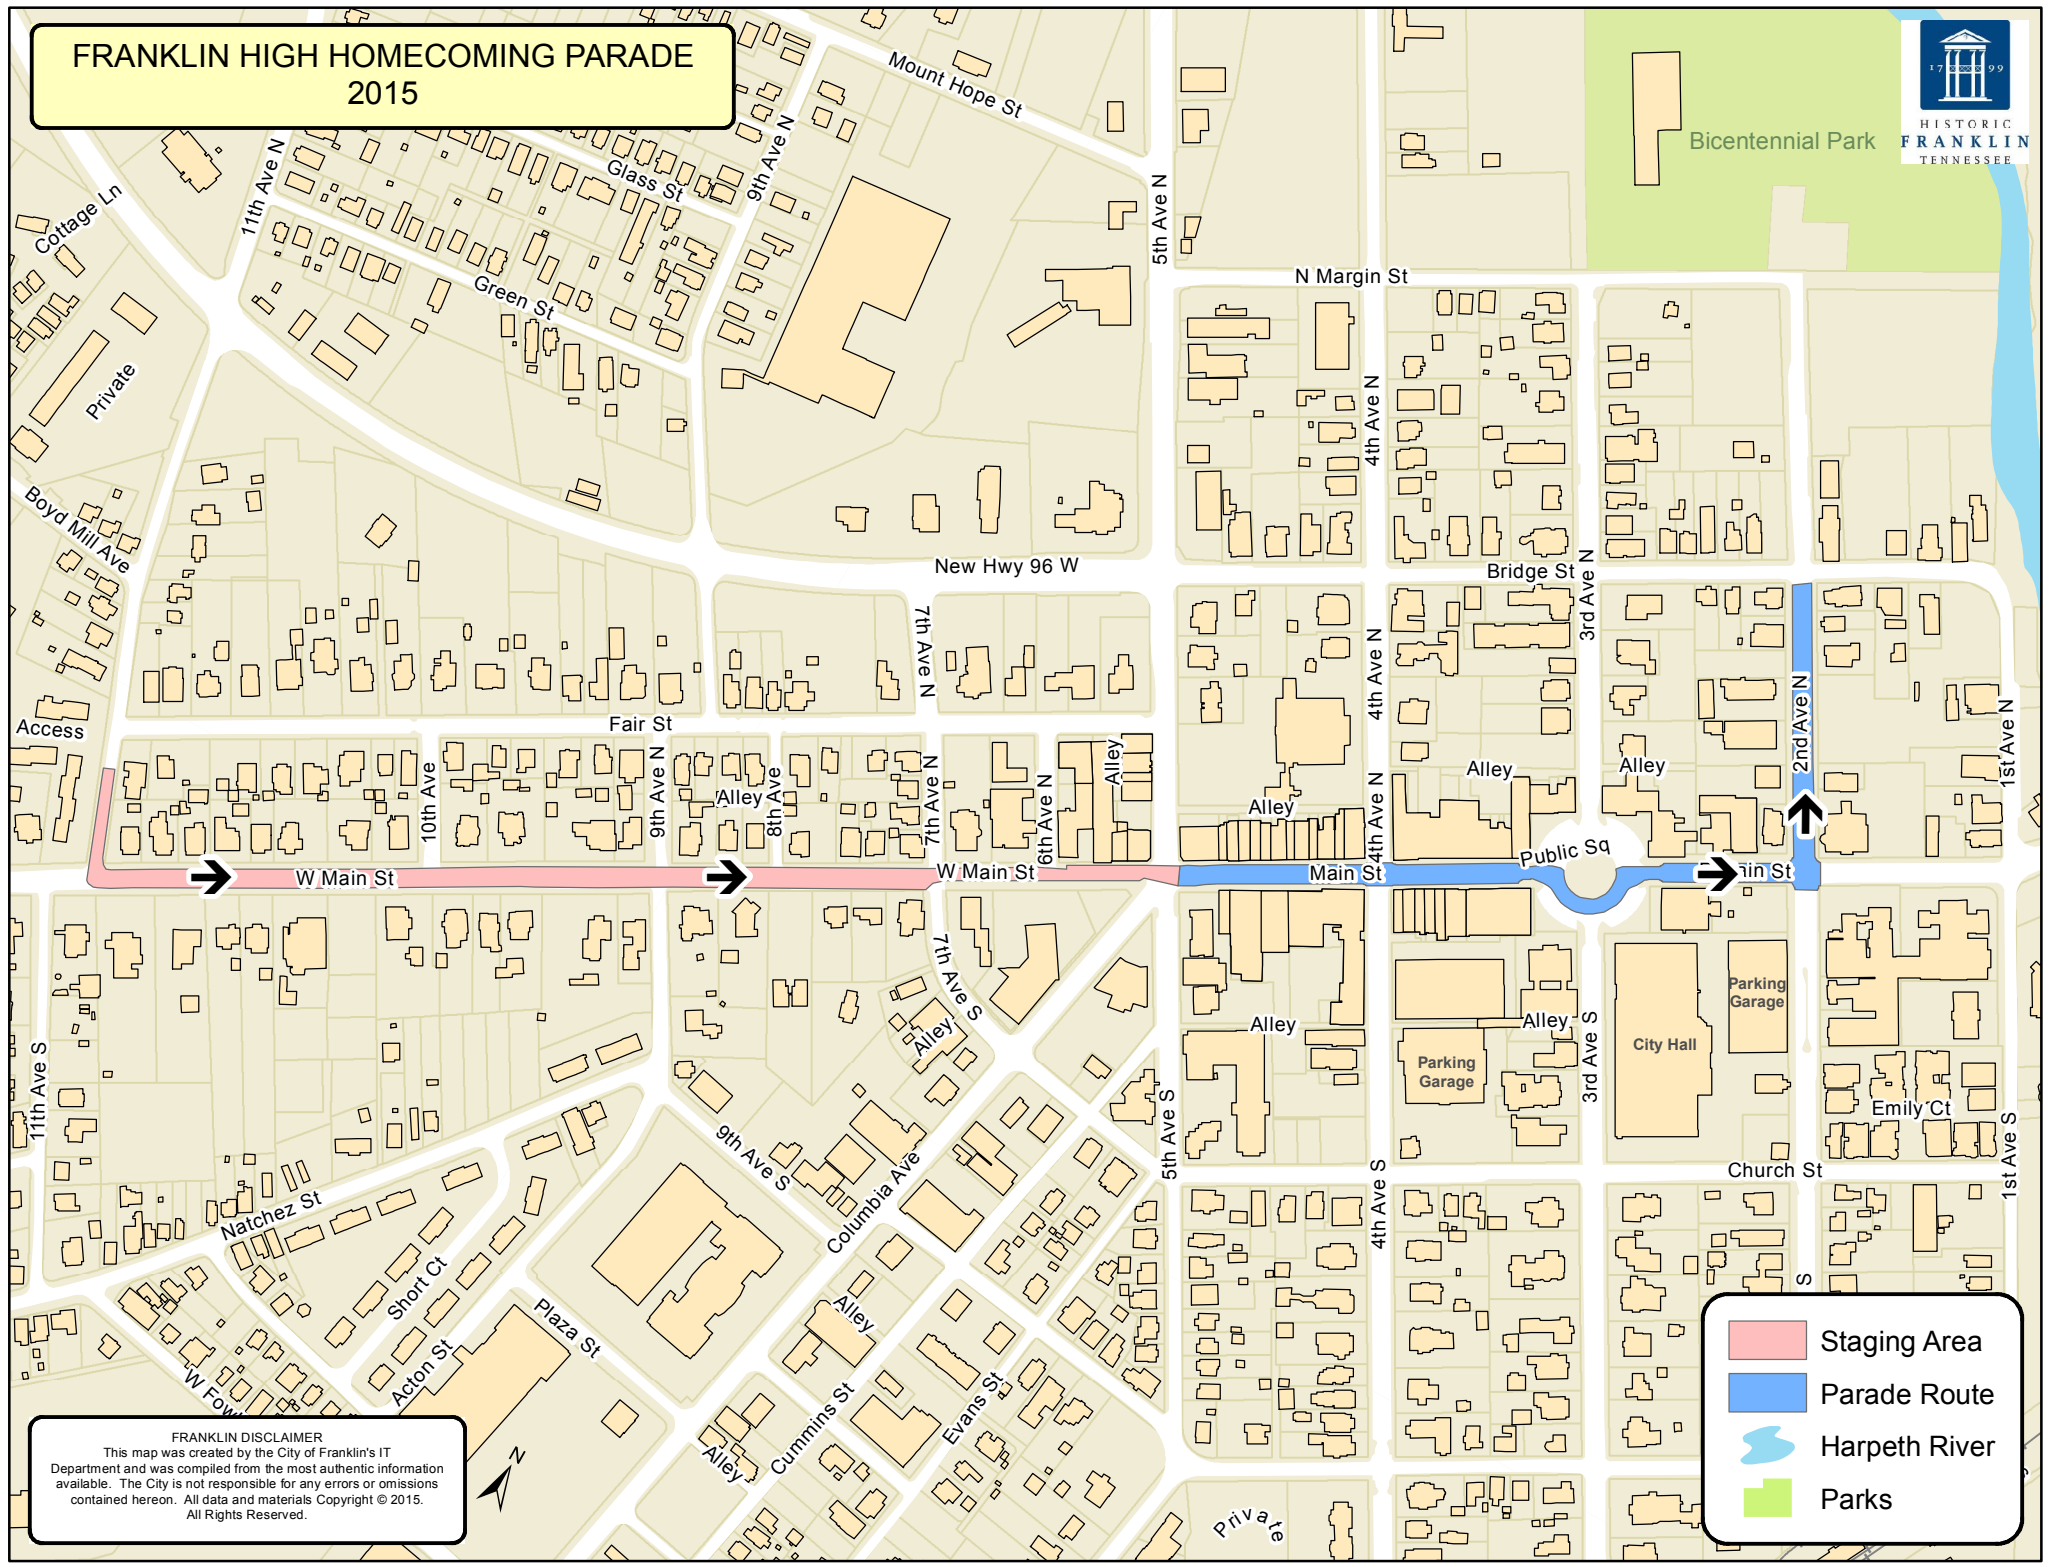 FRANKLIN HIGH HOMECOMING PARADE
2015
Mount Hope St
HISTORIC
FRANKLIN
TENNESSEE
17 99
Bicentennial Park
Cottage Ln
11th Ave N
Glass St
9th Ave N
5th Ave N
N Margin St
Green St
Private
4th Ave N
Boyd Mill Ave
New Hwy 96 W
Bridge St
3rd Ave N
7th Ave N
4th Ave N
2nd Ave N
1st Ave N
Access
Fair St
10th Ave
9th Ave N
Alley
8th Ave
7th Ave N
6th Ave N
Alley
Alley
4th Ave N
Alley
Alley
Public Sq
W Main St
W Main St
Main St
ain St
7th Ave S
Alley
Alley
Alley
Parking
Garage
Parking
Garage
City Hall
3rd Ave S
11th Ave S
Emily Ct
5th Ave S
9th Ave S
Columbia Ave
Church St
1st Ave S
4th Ave S
Natchez St
Short Ct
Plaza St
Alley
S
Acton St
W Fowl
Evans St
Cummins St
Alley
Private
N
Staging Area
Parade Route
Harpeth River
Parks
FRANKLIN DISCLAIMER
This map was created by the City of Franklin's IT
Department and was compiled from the most authentic information
available. The City is not responsible for any errors or omissions
contained hereon. All data and materials Copyright © 2015.
All Rights Reserved.